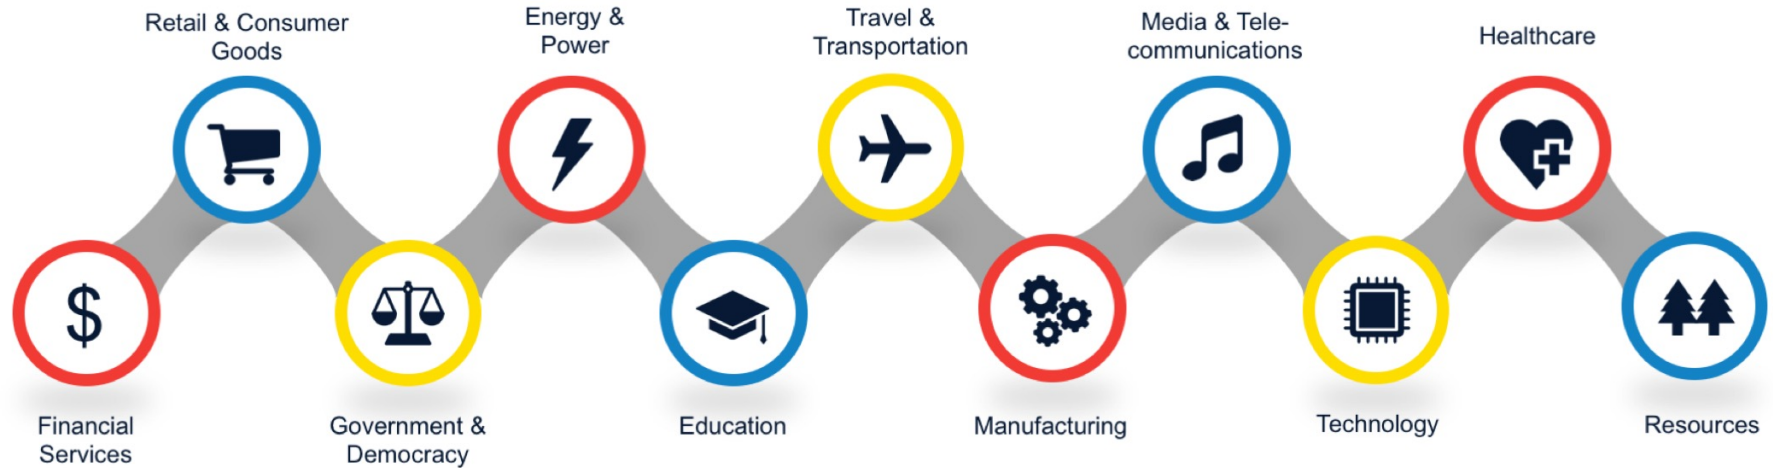 Retail & Consumer
Goods
Energy &
Power
Travel &
Transportation
Media & Tele-
communications
Healthcare
$
Financial
Services
Government &
Democracy
Education
Manufacturing
Technology
Resources